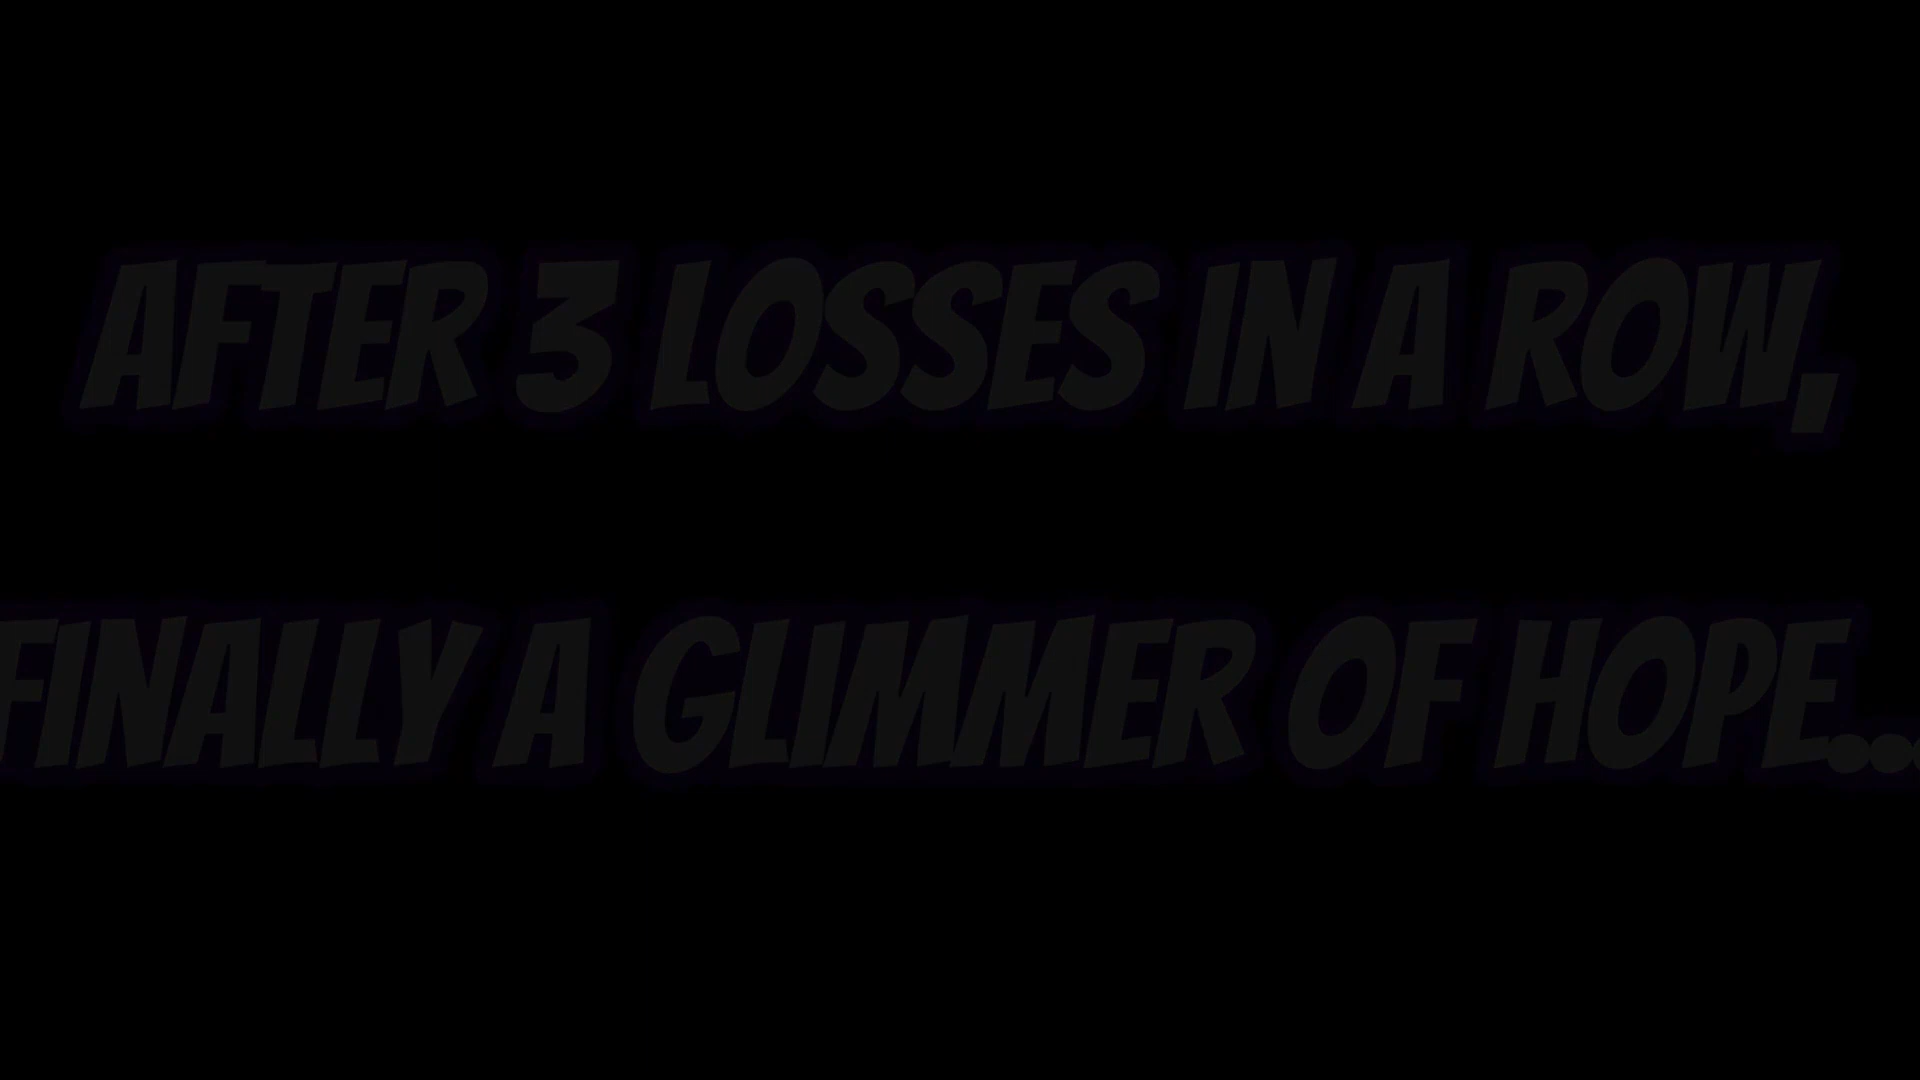 AFTER 3 LOSSES IN A ROW,
FINALLY A GLIMMER OF HOPE...